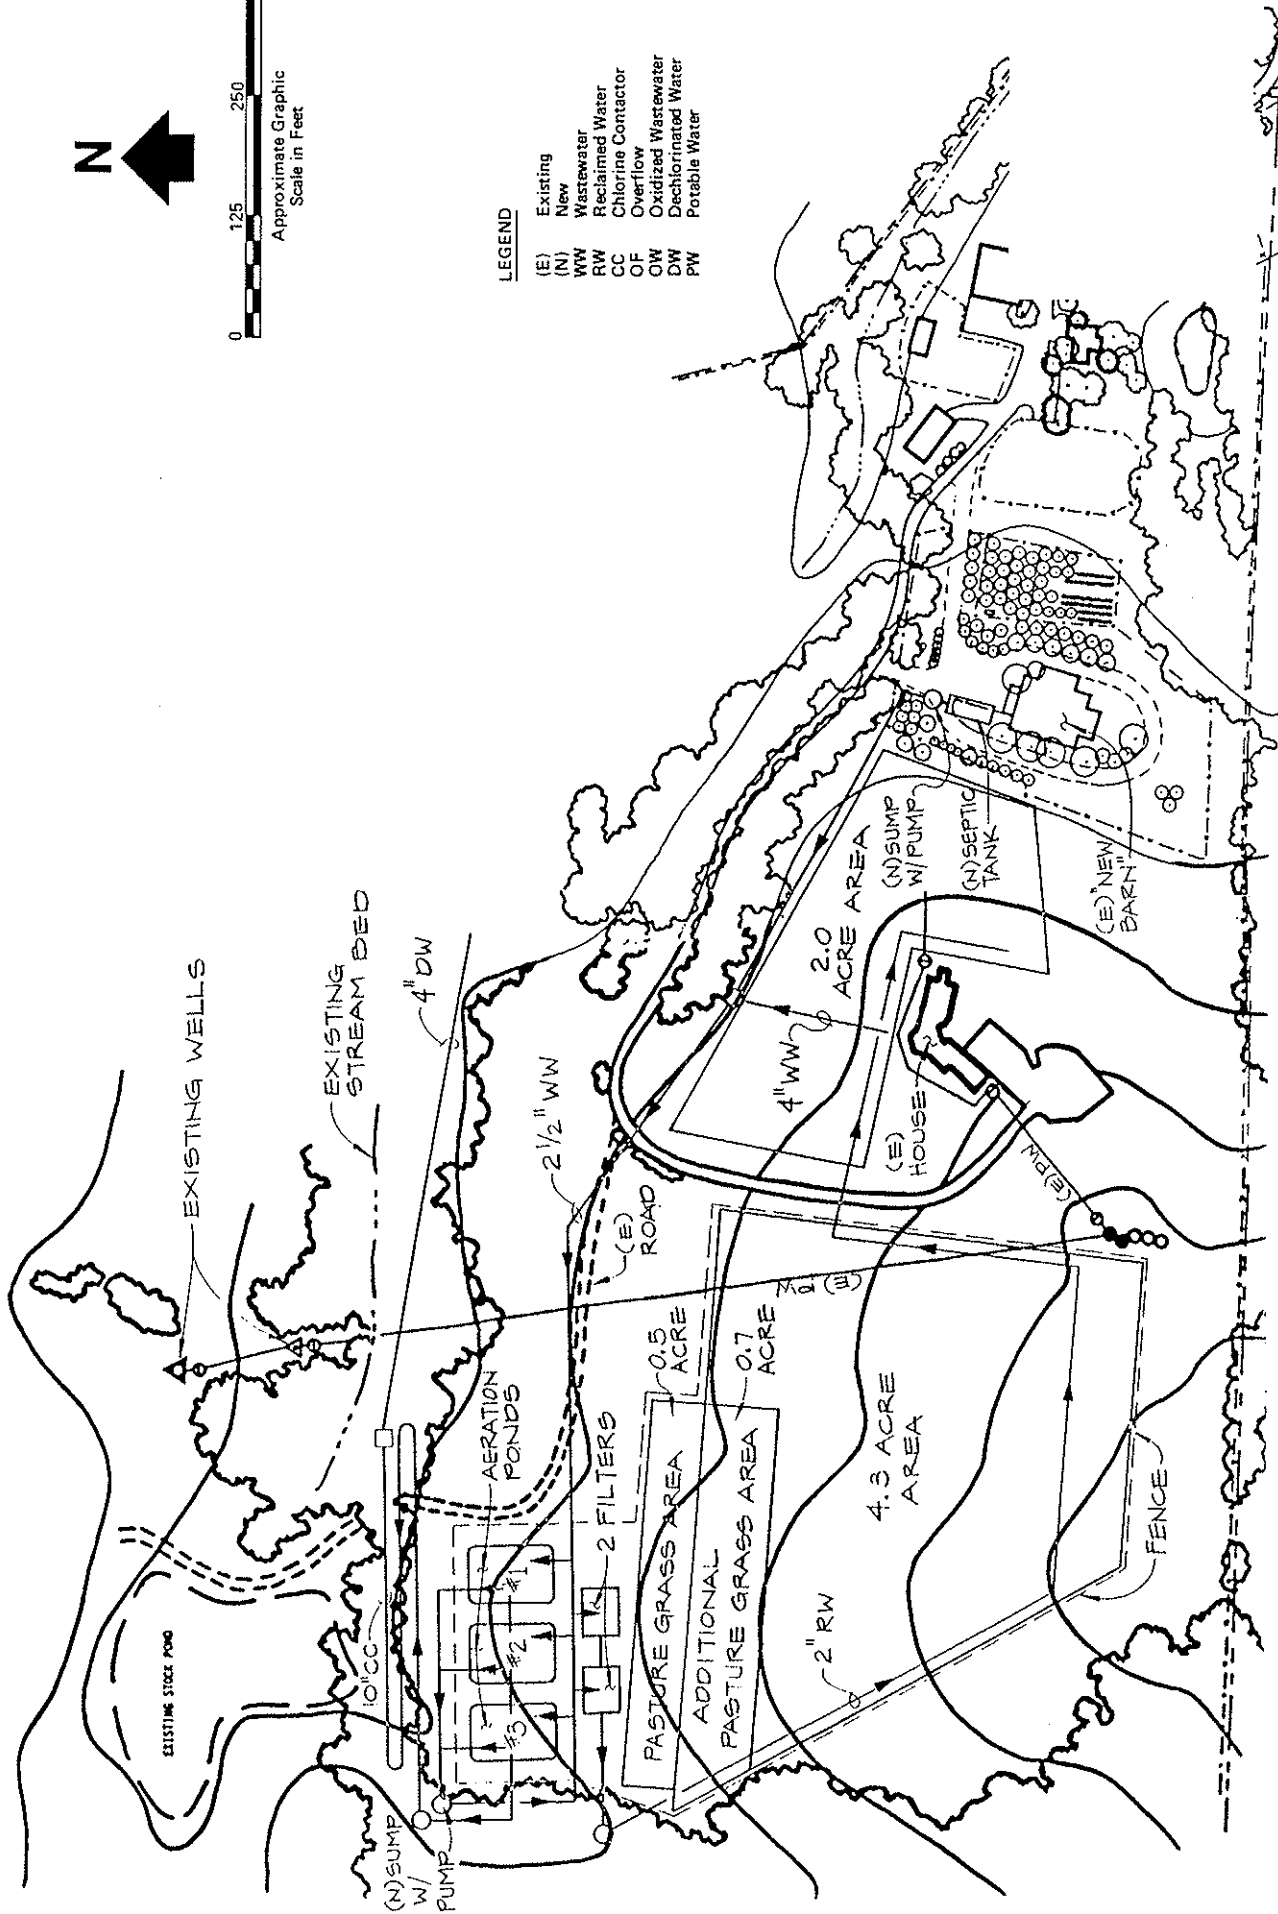 N
0 125 250
Approximate Graphic
Scale in Feet
LEGEND
(E) Existing
(N) New
WW Wastewater
RW Reclaimed Water
CC Chlorine Contactor
OF Overflow
OW Oxidized Wastewater
DW Dechlorinated Water
PW Potable Water
EXISTING WELLS
EXISTING
STREAM BED
4" DW
2 1/2" WW
(E)
ROAD
EXISTING STOCK POND
10" CC
AERATION
PONDS
#1
#2
#3
2 FILTERS
(N) SUMP
W/
PUMP
0.5
ACRE
0.7
ACRE
PASTURE GRASS AREA
ADDITIONAL
PASTURE GRASS AREA
2" RW
4.3 ACRE
AREA
FENCE
(E) PW
(E) PW
(E)
HOUSE
4" WW
2.0
ACRE AREA
(N) SUMP
W/ PUMP
(N) SEPTIC
TANK
(E) "NEW
BARN"